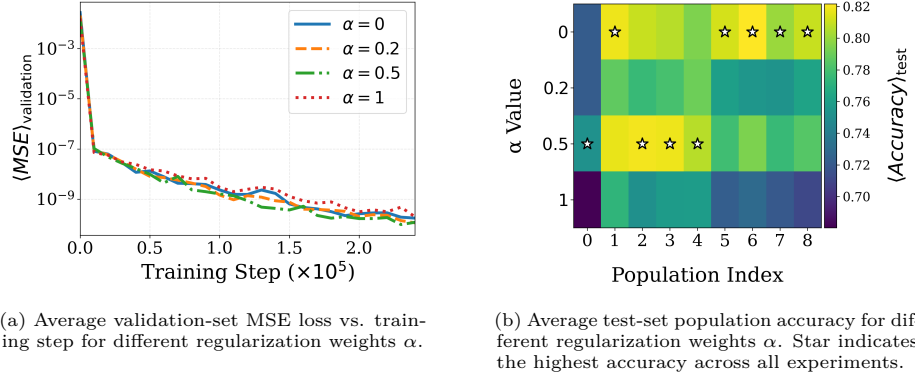 10⁻³
10⁻⁵
10⁻⁷
10⁻⁹
⟨MSE⟩validation
α = 0
α = 0.2
α = 0.5
α = 1
0.0 0.5 1.0 1.5 2.0
Training Step (×10⁵)
(a) Average validation-set MSE loss vs. train-
ing step for different regularization weights α.
α Value
0
0.2
0.5
1
0 1 2 3 4 5 6 7 8
Population Index
0.82
0.80
0.78
0.76
0.74
0.72
0.70
⟨Accuracy⟩test
(b) Average test-set population accuracy for dif-
ferent regularization weights α. Star indicates
the highest accuracy across all experiments.